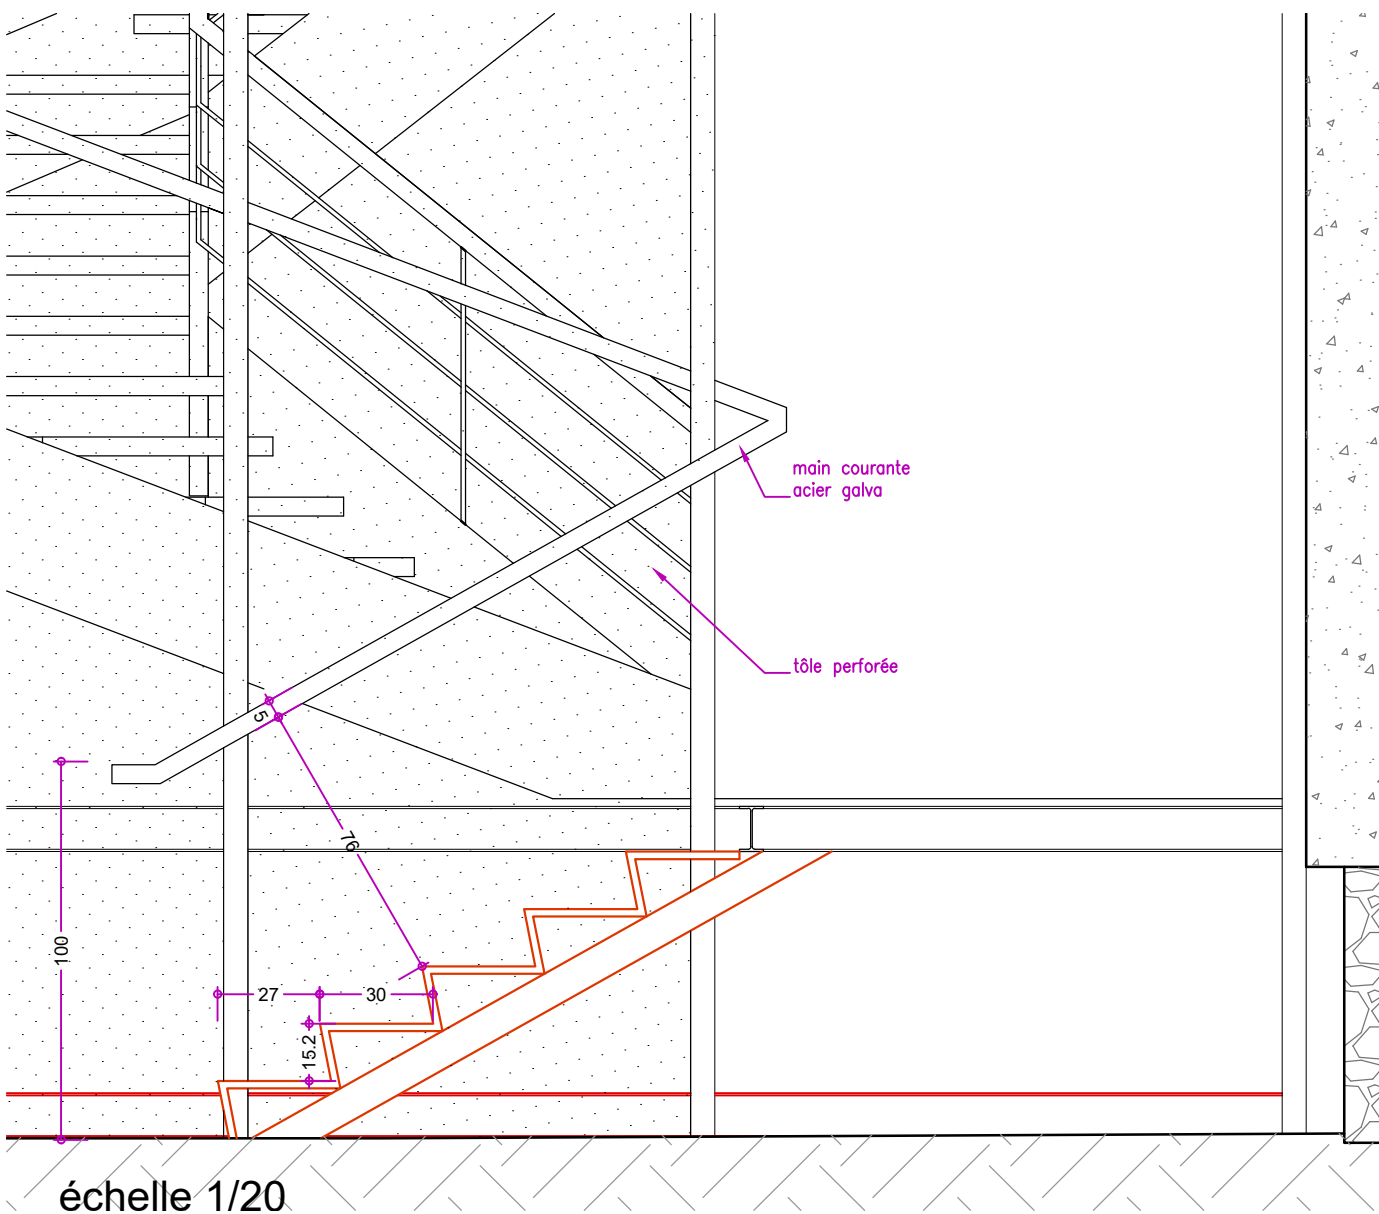 main courante
acier galva
tôle perforée
5
76
100
27
30
15.2
échelle 1/20